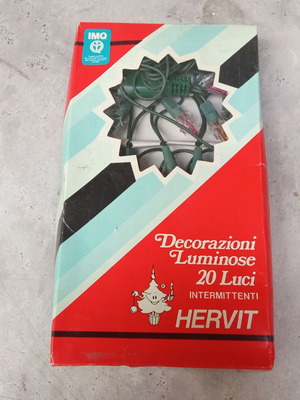 IMQ
Decorazioni
Luminose
20 Luci
INTERMITTENTI
HERVIT